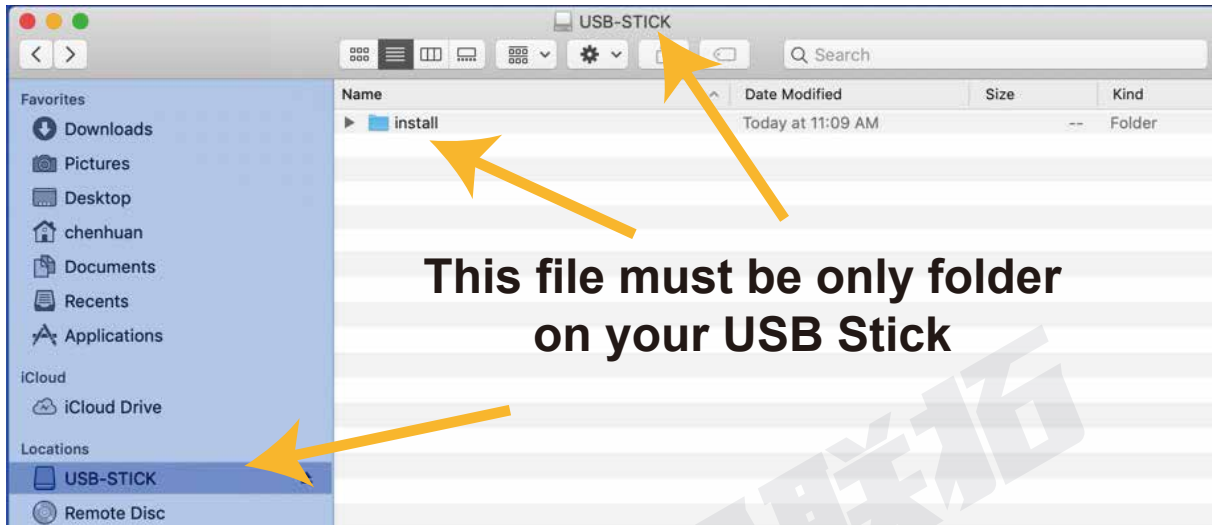 USB-STICK
Search
Favorites
Downloads
Pictures
Desktop
chenhuan
Documents
Recents
Applications
iCloud
iCloud Drive
Locations
USB-STICK
Remote Disc
Name Date Modified Size Kind
install Today at 11:09 AM -- Folder
This file must be only folder
on your USB Stick
联拓